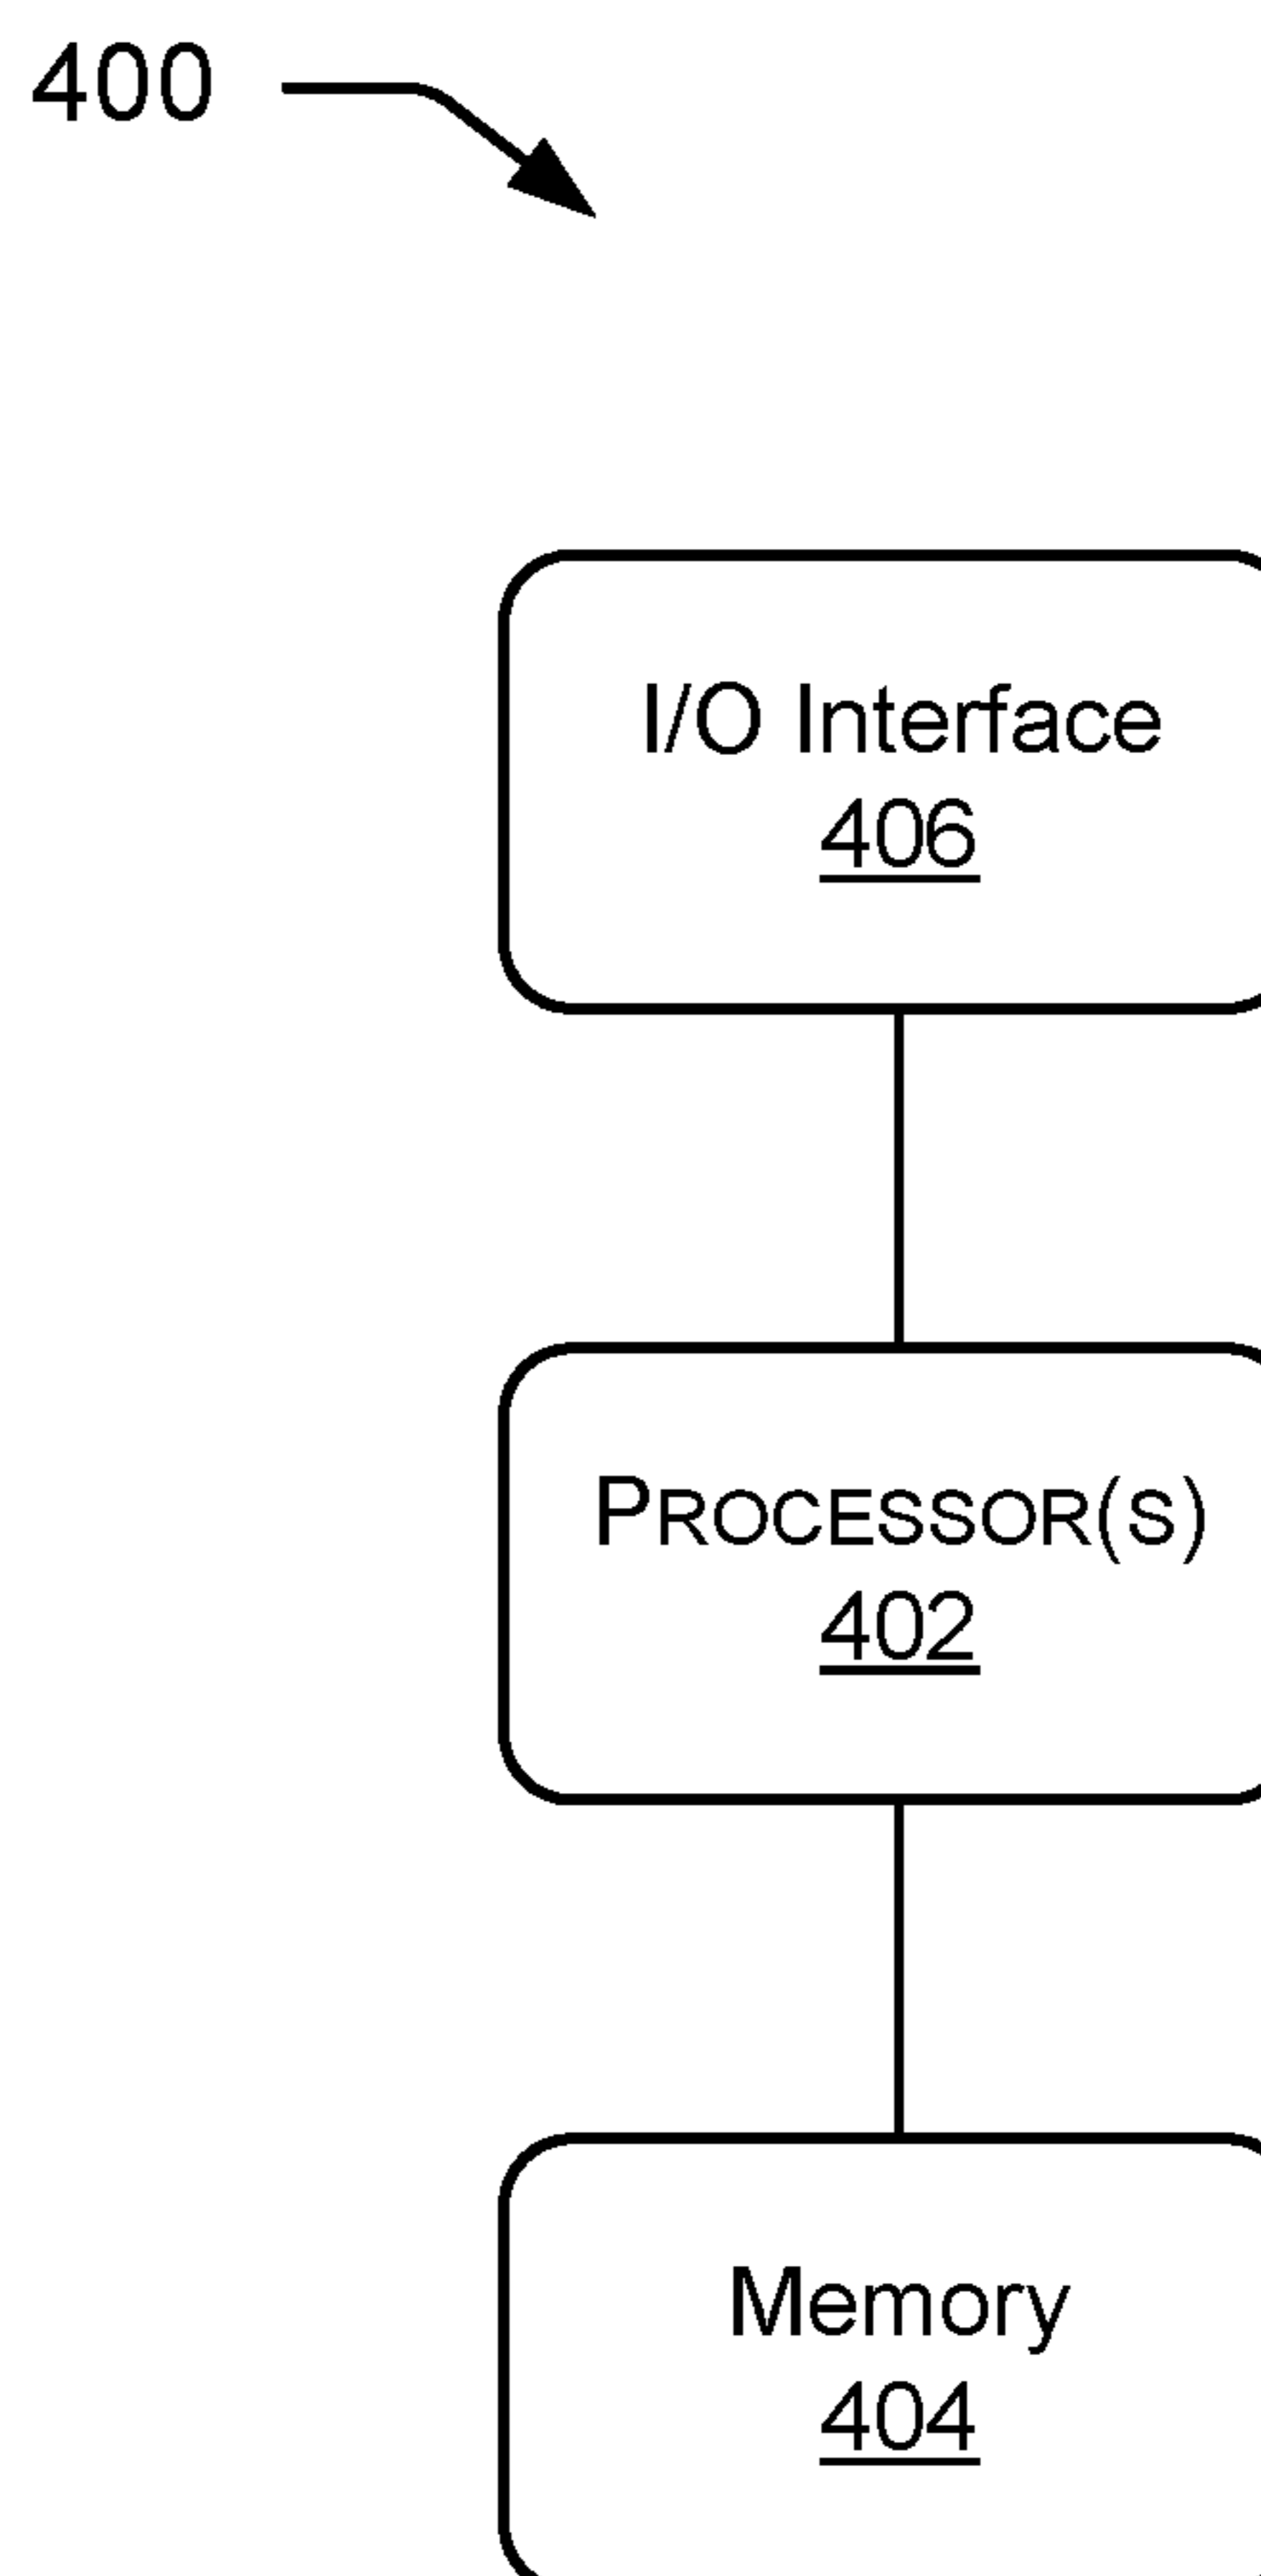 400
I/O Interface
406
PROCESSOR(S)
402
Memory
404